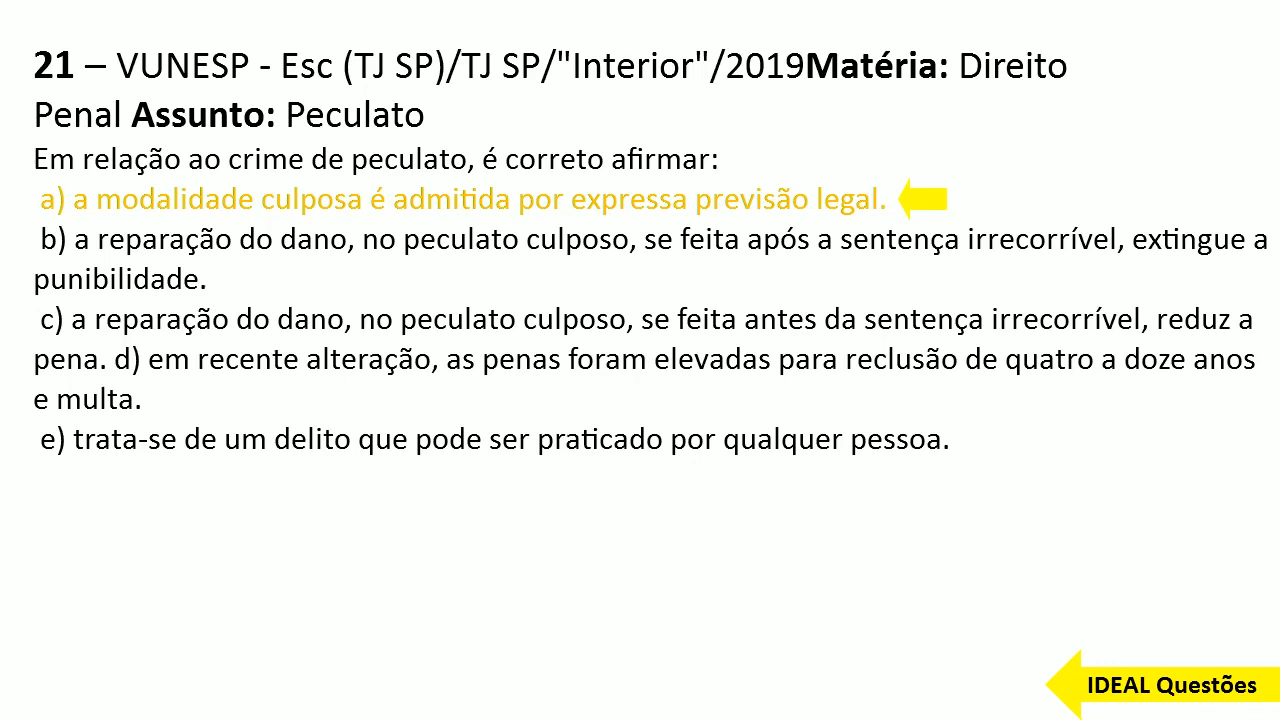 21 – VUNESP - Esc (TJ SP)/TJ SP/"Interior"/2019Matéria: Direito
Penal Assunto: Peculato
Em relação ao crime de peculato, é correto afirmar:
a) a modalidade culposa é admitida por expressa previsão legal.
b) a reparação do dano, no peculato culposo, se feita após a sentença irrecorrível, extingue a
punibilidade.
c) a reparação do dano, no peculato culposo, se feita antes da sentença irrecorrível, reduz a
pena. d) em recente alteração, as penas foram elevadas para reclusão de quatro a doze anos
e multa.
e) trata-se de um delito que pode ser praticado por qualquer pessoa.
IDEAL Questões